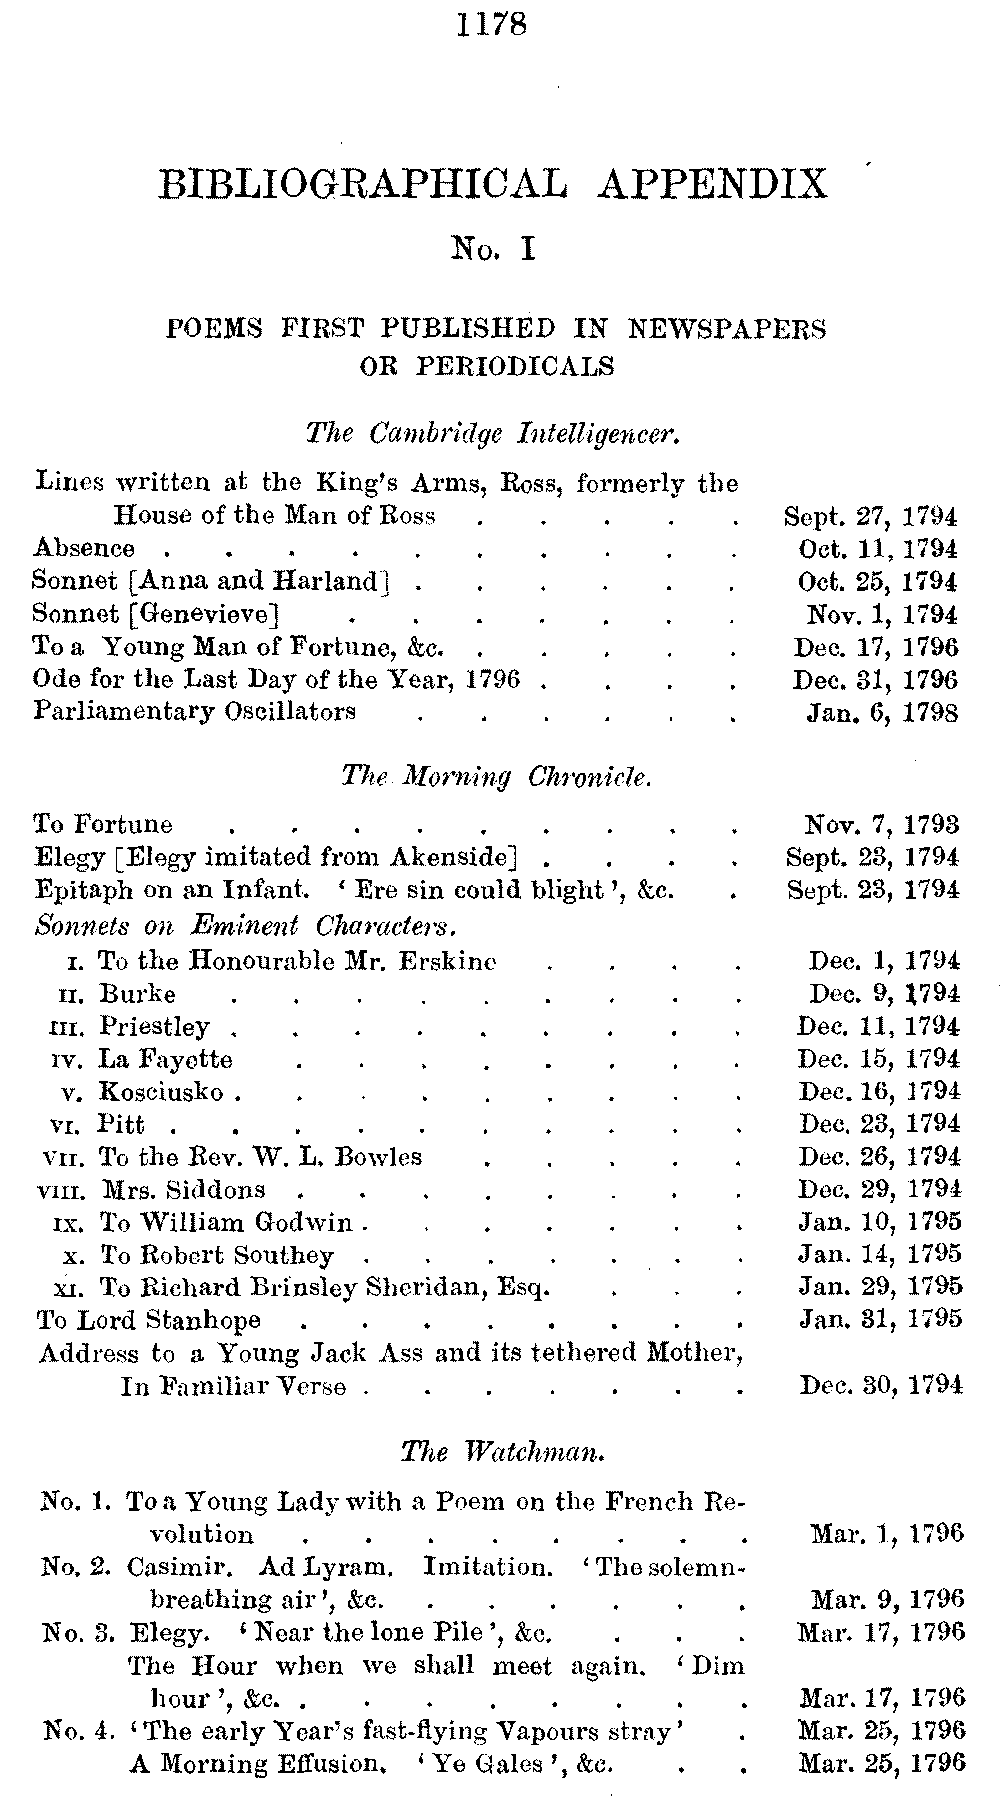 1178
BIBLIOGRAPHICAL APPENDIX
No. I
POEMS FIRST PUBLISHED IN NEWSPAPERS
OR PERIODICALS
The Cambridge Intelligencer.
Lines written at the King's Arms, Ross, formerly the
House of the Man of Ross . . . . . Sept. 27, 1794
Absence . . . . . . . . . . Oct. 11, 1794
Sonnet [Anna and Harland] . . . . . . Oct. 25, 1794
Sonnet [Genevieve] . . . . . . . Nov. 1, 1794
To a Young Man of Fortune, &c. . . . . . Dec. 17, 1796
Ode for the Last Day of the Year, 1796 . . . . Dec. 31, 1796
Parliamentary Oscillators . . . . . . Jan. 6, 1798
The Morning Chronicle.
To Fortune . . . . . . . . . Nov. 7, 1793
Elegy [Elegy imitated from Akenside] . . . . Sept. 23, 1794
Epitaph on an Infant. ‘ Ere sin could blight ’, &c. . Sept. 23, 1794
Sonnets on Eminent Characters.
I. To the Honourable Mr. Erskine . . . . Dec. 1, 1794
II. Burke . . . . . . . . . Dec. 9, 1794
III. Priestley . . . . . . . . . Dec. 11, 1794
IV. La Fayette . . . . . . . . Dec. 15, 1794
V. Kosciusko . . . . . . . . . Dec. 16, 1794
VI. Pitt . . . . . . . . . . Dec. 23, 1794
VII. To the Rev. W. L. Bowles . . . . . Dec. 26, 1794
VIII. Mrs. Siddons . . . . . . . . Dec. 29, 1794
IX. To William Godwin . . . . . . . Jan. 10, 1795
X. To Robert Southey . . . . . . . Jan. 14, 1795
XI. To Richard Brinsley Sheridan, Esq. . . . Jan. 29, 1795
To Lord Stanhope . . . . . . . . Jan. 31, 1795
Address to a Young Jack Ass and its tethered Mother,
In Familiar Verse . . . . . . . Dec. 30, 1794
The Watchman.
No. 1. To a Young Lady with a Poem on the French Re-
volution . . . . . . . . Mar. 1, 1796
No. 2. Casimir. Ad Lyram. Imitation. ‘ The solemn-
breathing air ’, &c. . . . . . . Mar. 9, 1796
No. 3. Elegy. ‘ Near the lone Pile ’, &c. . . . Mar. 17, 1796
The Hour when we shall meet again. ‘ Dim
hour ’, &c. . . . . . . . . Mar. 17, 1796
No. 4. ‘ The early Year's fast-flying Vapours stray ’ . Mar. 25, 1796
A Morning Effusion. ‘ Ye Gales ’, &c. . . Mar. 25, 1796